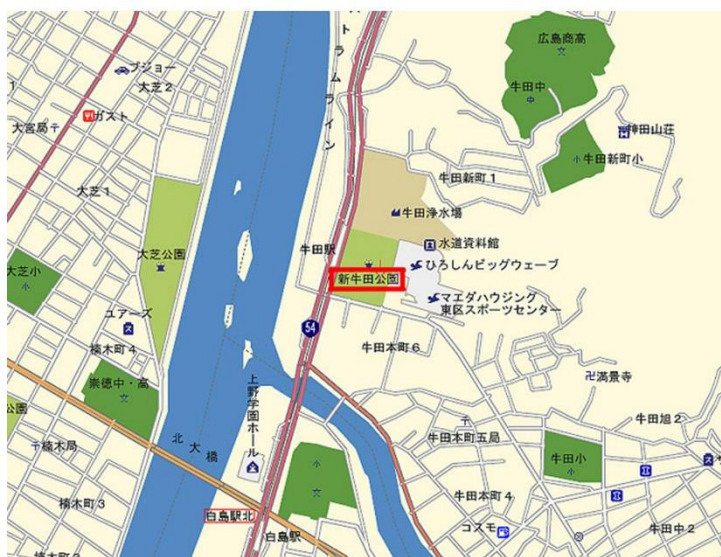 広島商高
ストラムライン
プジョー
大芝2
牛田中
ガスト
大宮局
神田山荘
牛田新町小
牛田新町1
大芝1
牛田浄水場
水道資料館
牛田駅
大芝公園
ひろしんビッグウェーブ
大芝小
新牛田公園
マエダハウジング
東区スポーツセンター
ユアーズ
54
楠木町4
牛田本町6
満景寺
崇徳中・高
上野学園ホール
公園
牛田旭2
牛田本町五局
北大橋
楠木局
牛田小
小
楠木町3
牛田本町4
白島駅北
コスモ
牛田中2
白島駅